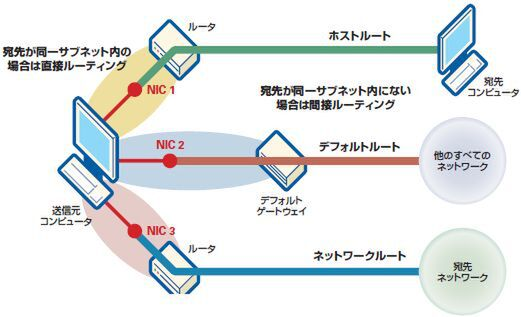 宛先が同一サブネット内の
場合は直接ルーティング
ルータ
ホストルート
宛先
コンピュータ
NIC 1
宛先が同一サブネット内にない
場合は間接ルーティング
NIC 2
デフォルトルート
他のすべての
ネットワーク
送信元
コンピュータ
デフォルト
ゲートウェイ
NIC 3
ルータ
ネットワークルート
宛先
ネットワーク